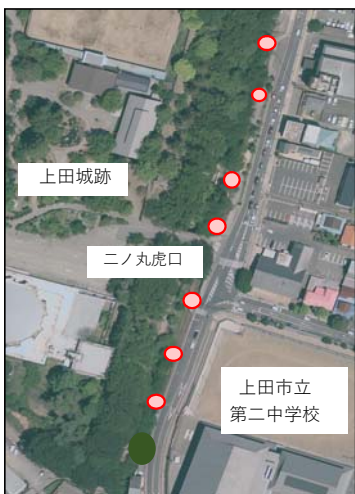 上田城跡
二ノ丸虎口
上田市立
第二中学校